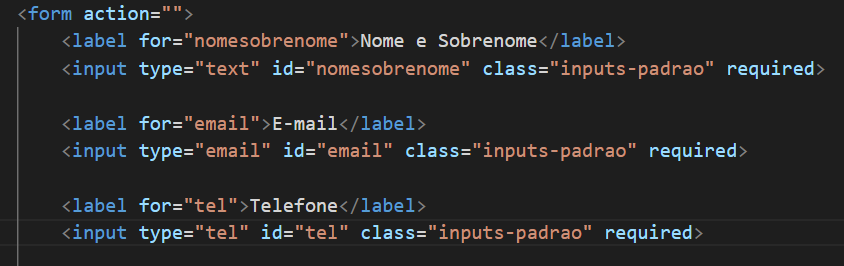 <form action="">
<label for="nomesobrenome">Nome e Sobrenome</label>
<input type="text" id="nomesobrenome" class="inputs-padrao" required>
<label for="email">E-mail</label>
<input type="email" id="email" class="inputs-padrao" required>
<label for="tel">Telefone</label>
<input type="tel" id="tel" class="inputs-padrao" required>